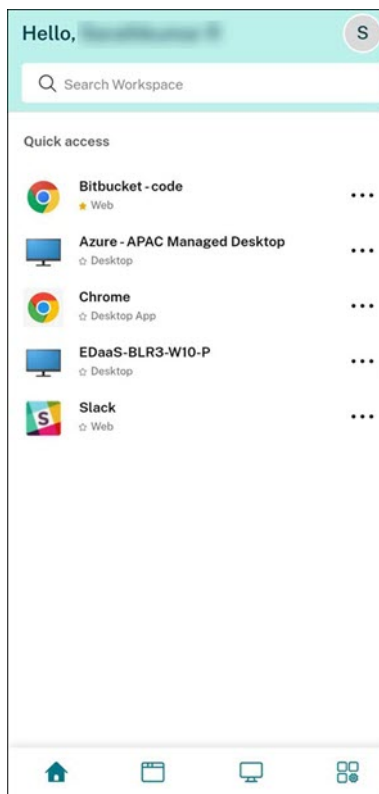 Hello,
S
Search Workspace
Quick access
Bitbucket - code
Web
Azure - APAC Managed Desktop
Desktop
Chrome
Desktop App
EDaaS-BLR3-W10-P
Desktop
S
Slack
Web